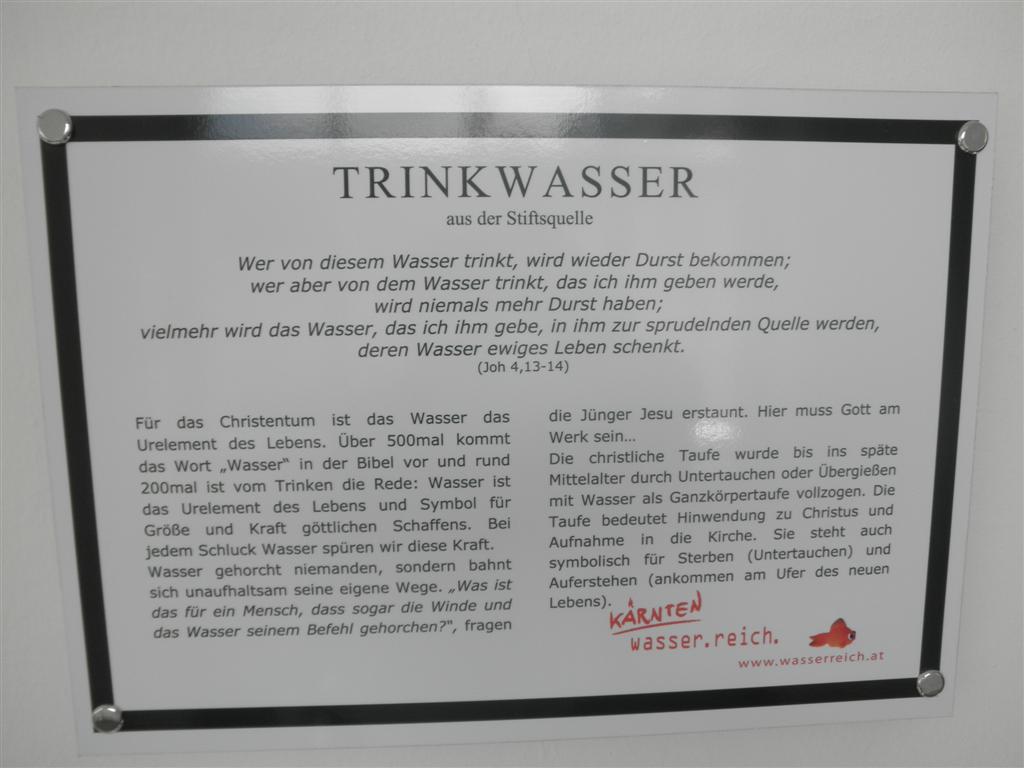 TRINKWASSER
aus der Stiftsquelle
Wer von diesem Wasser trinkt, wird wieder Durst bekommen;
wer aber von dem Wasser trinkt, das ich ihm geben werde,
wird niemals mehr Durst haben;
vielmehr wird das Wasser, das ich ihm gebe, in ihm zur sprudelnden Quelle werden,
deren Wasser ewiges Leben schenkt.
(Joh 4,13-14)
Für das Christentum ist das Wasser das
Urelement des Lebens. Über 500mal kommt
das Wort „Wasser“ in der Bibel vor und rund
200mal ist vom Trinken die Rede: Wasser ist
das Urelement des Lebens und Symbol für
Größe und Kraft göttlichen Schaffens. Bei
jedem Schluck Wasser spüren wir diese Kraft.
Wasser gehorcht niemanden, sondern bahnt
sich unaufhaltsam seine eigene Wege. „Was ist
das für ein Mensch, dass sogar die Winde und
das Wasser seinem Befehl gehorchen?“, fragen
die Jünger Jesu erstaunt. Hier muss Gott am
Werk sein...
Die christliche Taufe wurde bis ins späte
Mittelalter durch Untertauchen oder Übergießen
mit Wasser als Ganzkörpertaufe vollzogen. Die
Taufe bedeutet Hinwendung zu Christus und
Aufnahme in die Kirche. Sie steht auch
symbolisch für Sterben (Untertauchen) und
Auferstehen (ankommen am Ufer des neuen
Lebens).
KÄRNTEN
wasser.reich.
www.wasserreich.at